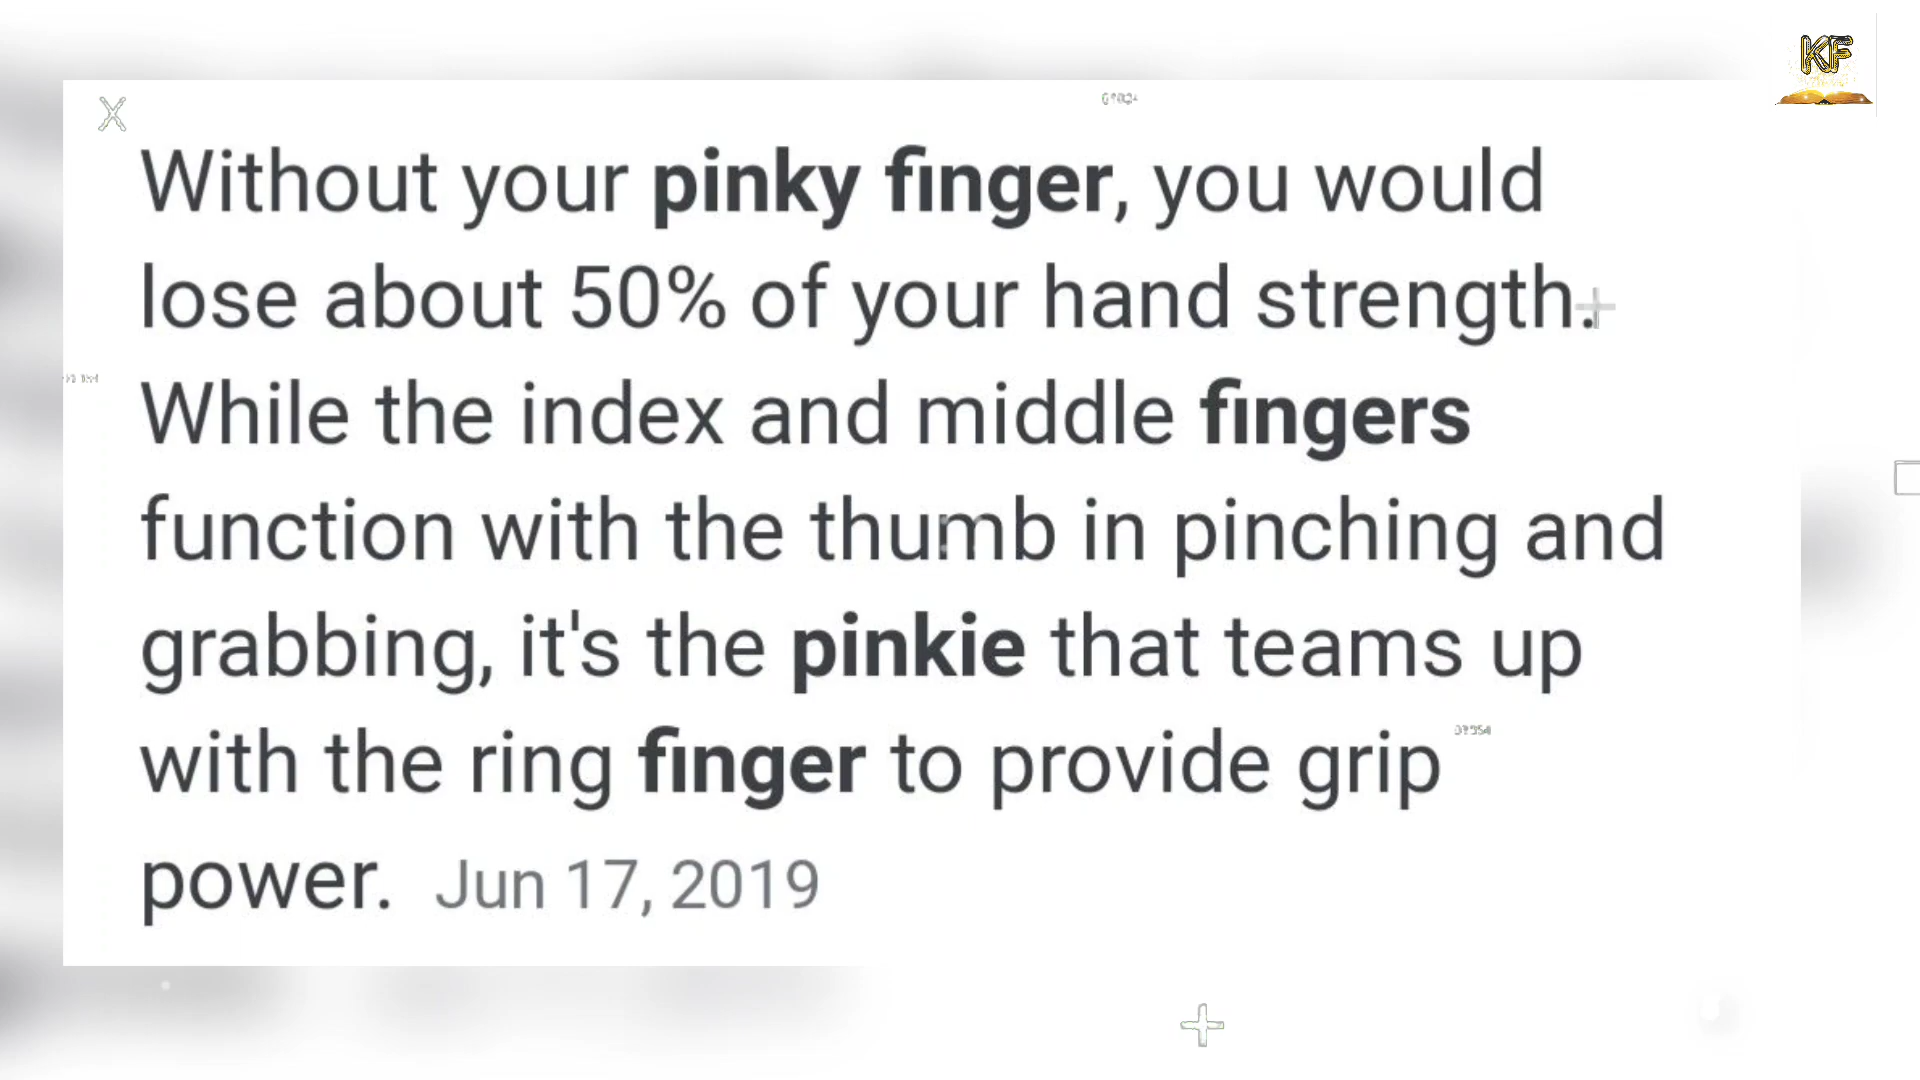 KF
Without your pinky finger, you would
lose about 50% of your hand strength.
While the index and middle fingers
function with the thumb in pinching and
grabbing, it's the pinkie that teams up
with the ring finger to provide grip
power. Jun 17, 2019